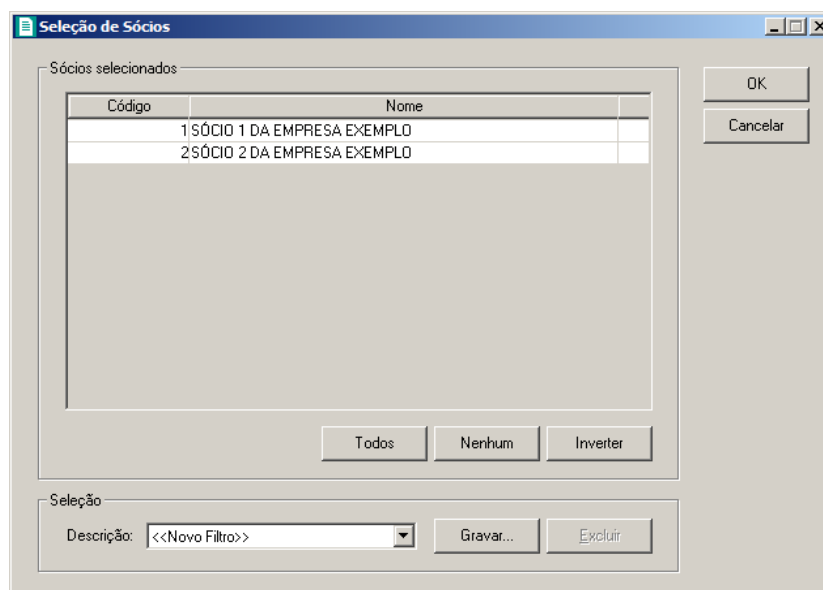 Seleção de Sócios
Sócios selecionados
OK
Código Nome
Cancelar
1 SÓCIO 1 DA EMPRESA EXEMPLO
2 SÓCIO 2 DA EMPRESA EXEMPLO
Todos Nenhum Inverter
Seleção
Descrição: <<Novo Filtro>> Gravar... Excluir